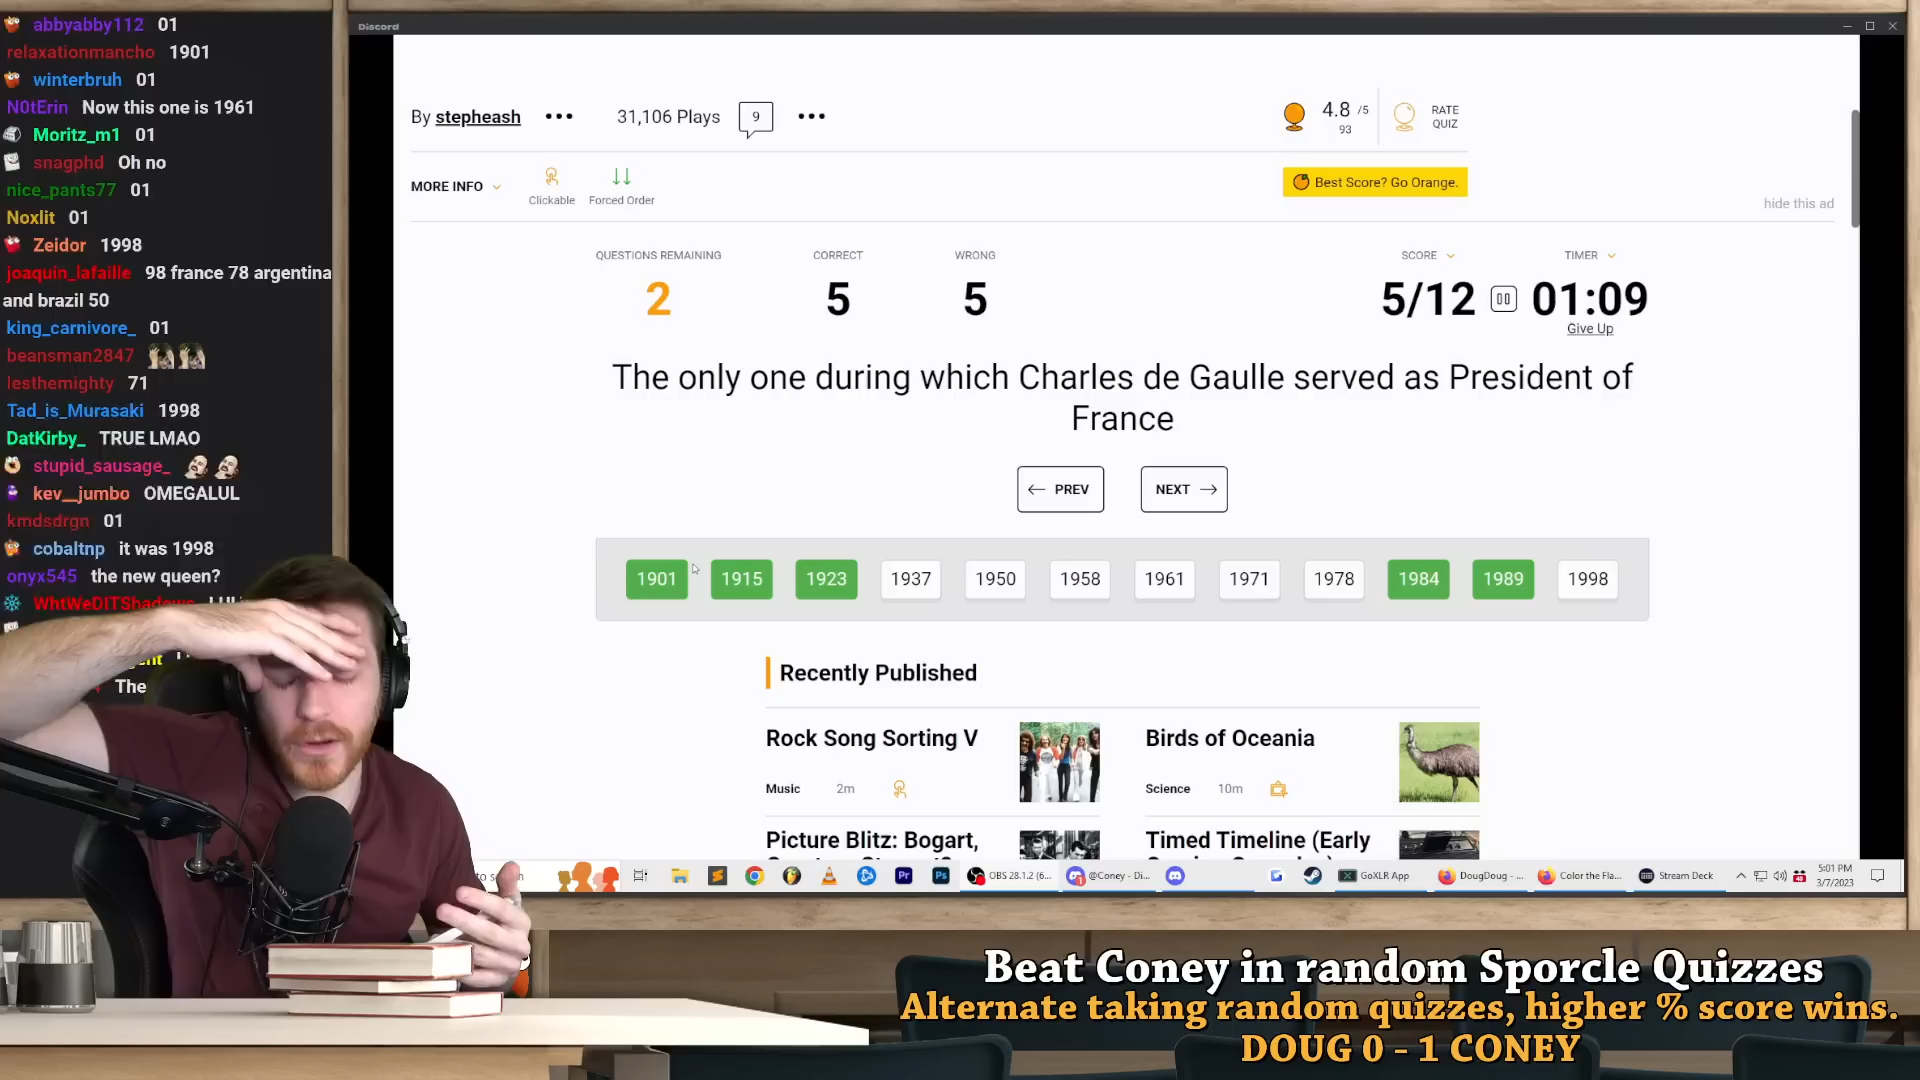 abbyabby112 01
relaxationmancho 1901
winterbruh 01
N0tErin Now this one is 1961
Moritz_m1 01
snagphd Oh no
nice_pants77 01
Noxlit 01
Zeidor 1998
joaquin_lafaille 98 france 78 argentina
and brazil 50
king_carnivore_ 01
beansman2847
lesthemighty 71
Tad_is_Murasaki 1998
DatKirby_ TRUE LMAO
stupid_sausage_
kev__jumbo OMEGALUL
kmdsdrgn 01
cobaltnp it was 1998
onyx545 the new queen?
The
Discord
By stepheash ••• 31,106 Plays 9 •••
4.8 /5
93
RATE
QUIZ
MORE INFO
Clickable
Forced Order
Best Score? Go Orange.
hide this ad
QUESTIONS REMAINING CORRECT WRONG SCORE TIMER
2 5 5 5/12 01:09
Give Up
The only one during which Charles de Gaulle served as President of
France
← PREV NEXT →
1901 1915 1923 1937 1950 1958 1961 1971 1978 1984 1989 1998
Recently Published
Rock Song Sorting V
Music 2m
Birds of Oceania
Science 10m
Picture Blitz: Bogart,
Timed Timeline (Early
OBS 28.1.2 (6... @Coney - Di... GoXLR App DougDoug - ... Color the Fla... Stream Deck
5:01 PM
3/7/2023
Beat Coney in random Sporcle Quizzes
Alternate taking random quizzes, higher % score wins.
DOUG 0 - 1 CONEY